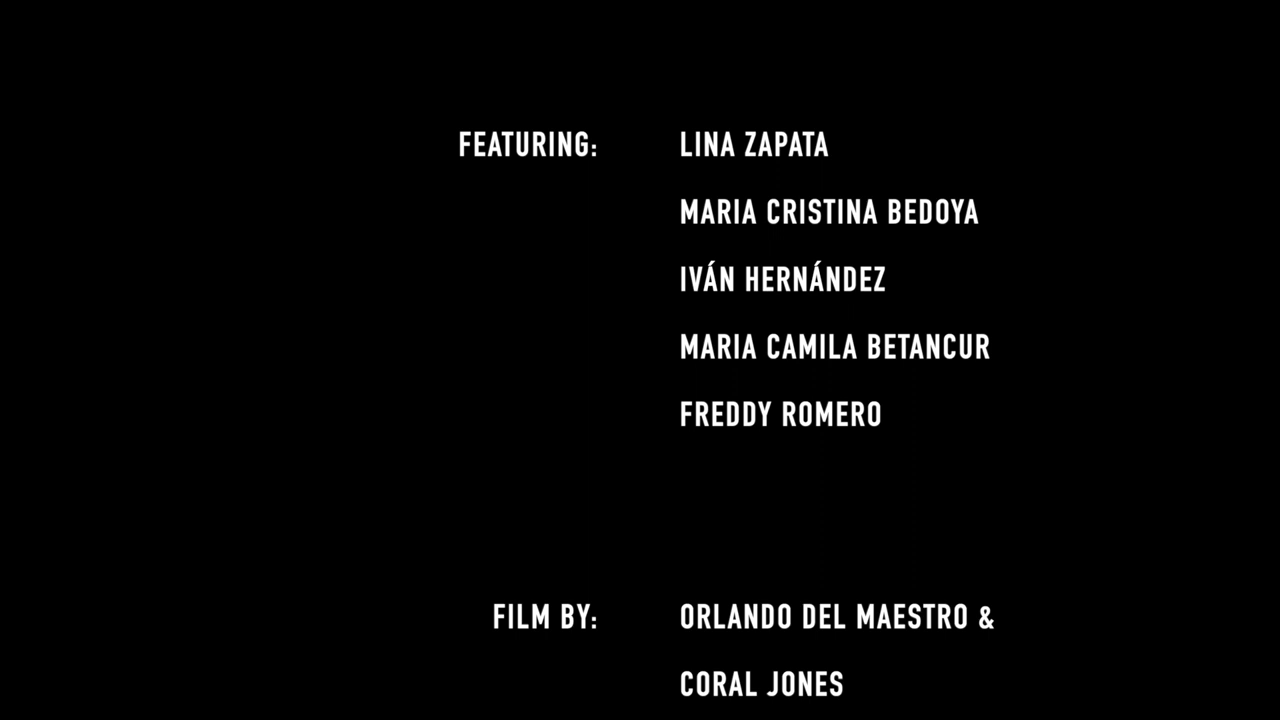 FEATURING: LINA ZAPATA
MARIA CRISTINA BEDOYA
IVÁN HERNÁNDEZ
MARIA CAMILA BETANCUR
FREDDY ROMERO
FILM BY: ORLANDO DEL MAESTRO &
CORAL JONES